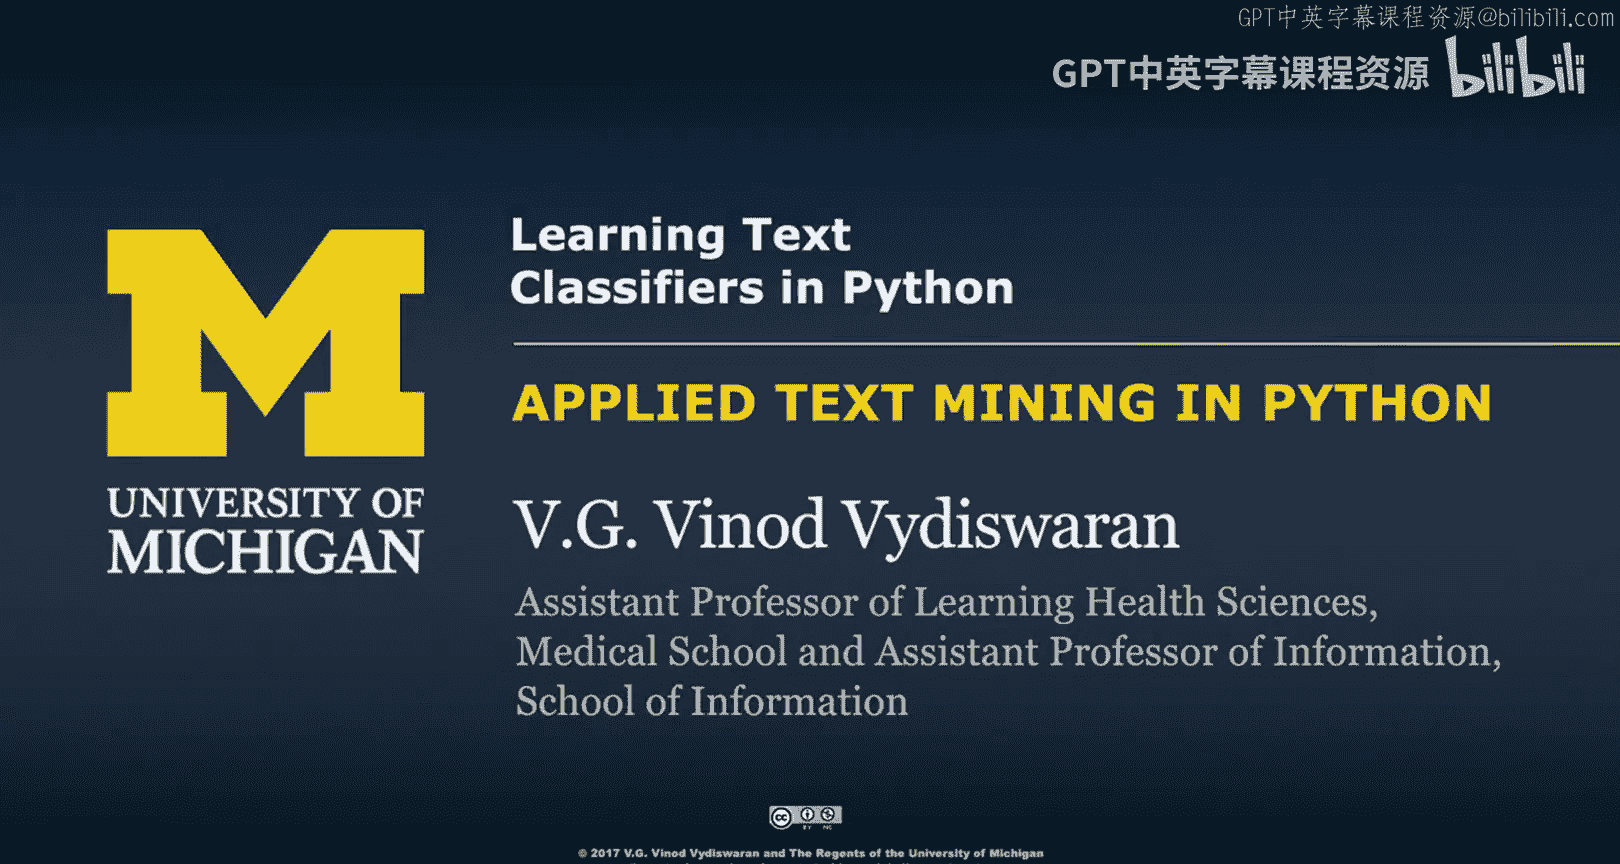 GPT中英字幕课程资源@bilibili.com
GPT中英字幕课程资源 bilibili
Learning Text
Classifiers in Python
APPLIED TEXT MINING IN PYTHON
M
UNIVERSITY OF
MICHIGAN
V.G. Vinod Vydiswaran
Assistant Professor of Learning Health Sciences,
Medical School and Assistant Professor of Information,
School of Information
cc BY NC
© 2017 V.G. Vinod Vydiswaran and The Regents of the University of Michigan